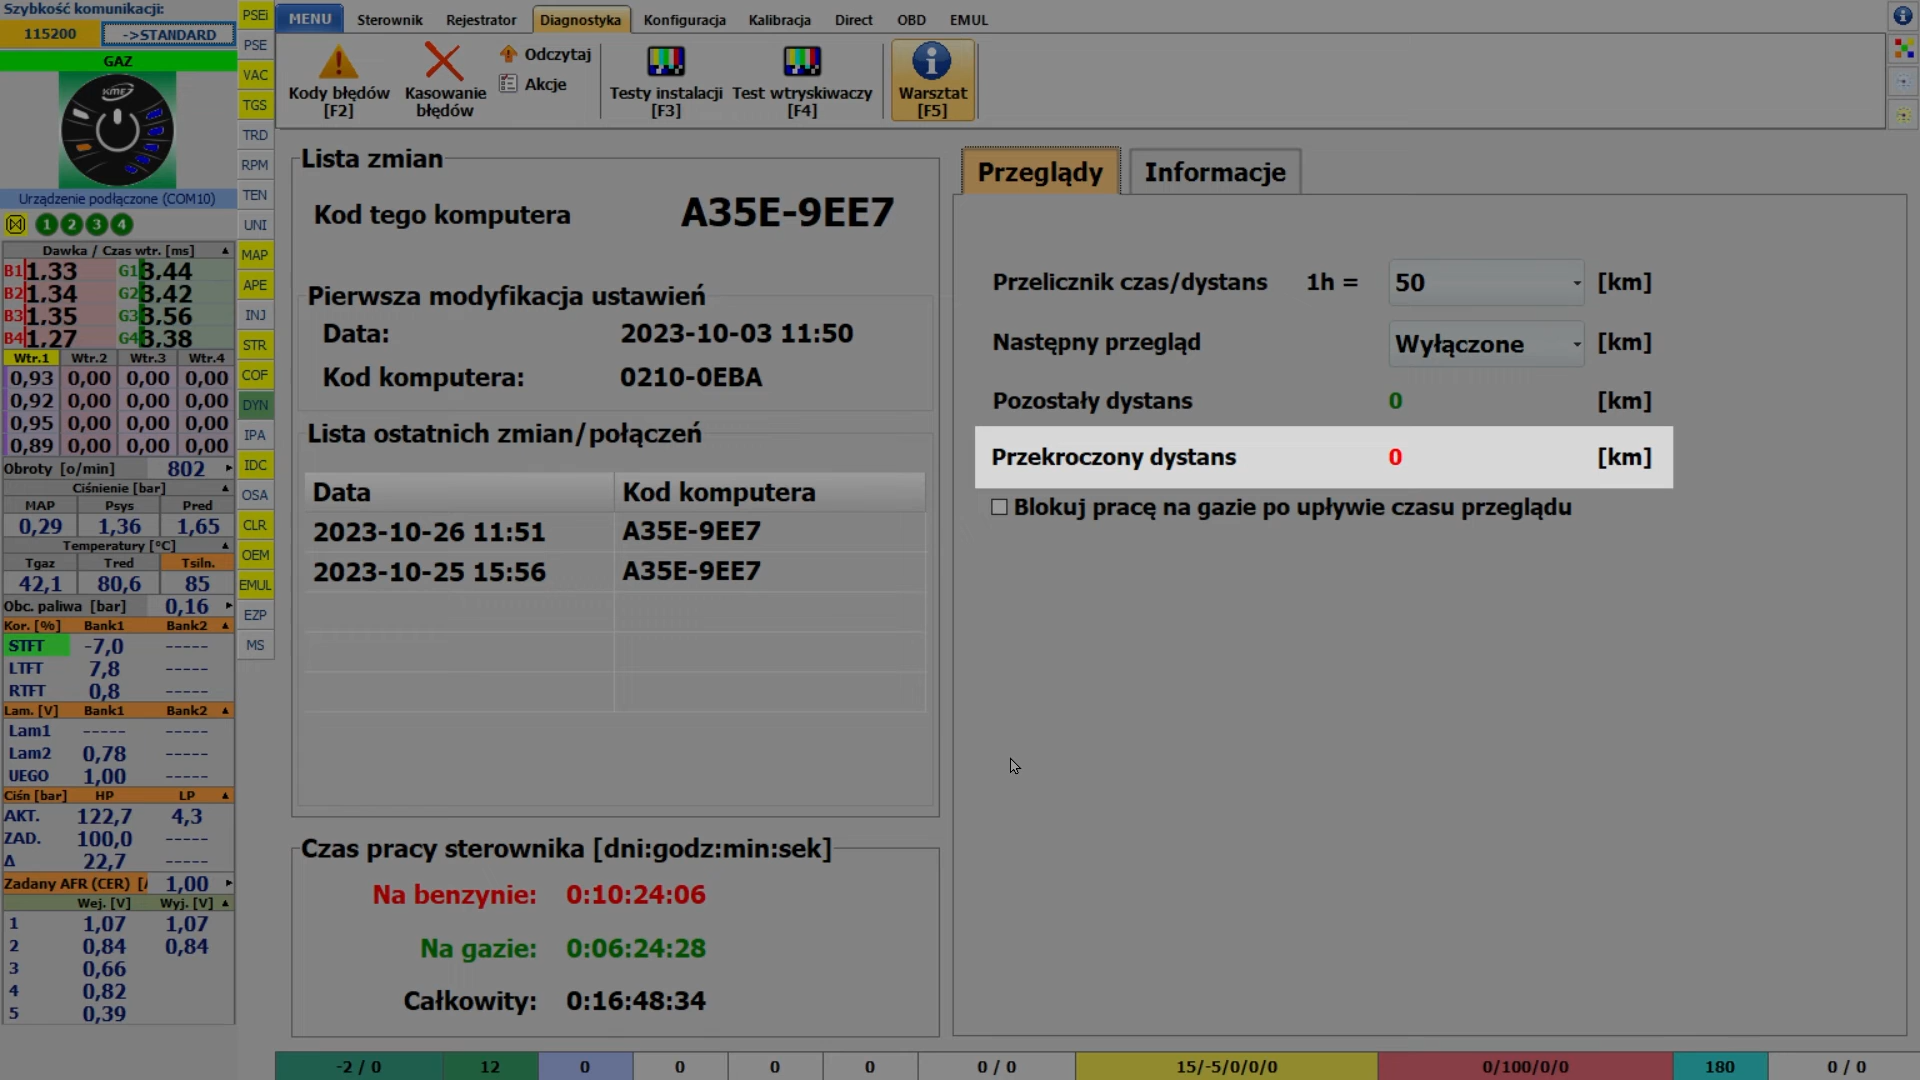 Szybkość komunikacji:
115200 ->STANDARD
GAZ
KME
Urządzenie podłączone (COM10)
1 2 3 4
Dawka / Czas wtr. [ms]
B1 1,33 G1 3,44
B2 1,34 G2 3,42
B3 1,35 G3 3,56
B4 1,27 G4 3,38
Wtr.1 Wtr.2 Wtr.3 Wtr.4
0,93 0,00 0,00 0,00
0,92 0,00 0,00 0,00
0,95 0,00 0,00 0,00
0,89 0,00 0,00 0,00
Obroty [o/min] 802
Ciśnienie [bar]
MAP Psys Pred
0,29 1,36 1,65
Temperatury [°C]
Tgaz Tred Tsiln.
42,1 80,6 85
Obc. paliwa [bar] 0,16
Kor. [%] Bank1 Bank2
STFT -7,0 -----
LTFT 7,8 -----
RTFT 0,8 -----
Lam. [V] Bank1 Bank2
Lam1 ----- -----
Lam2 0,78 -----
UEGO 1,00 -----
Ciśn [bar] HP LP
AKT. 122,7 4,3
ZAD. 100,0 -----
Δ 22,7 -----
Zadany AFR (CER) [/ 1,00
Wej. [V] Wyj. [V]
1 1,07 1,07
2 0,84 0,84
3 0,66
4 0,82
5 0,39
PSEi
PSE
VAC
TGS
TRD
RPM
TEN
UNI
MAP
APE
INJ
STR
COF
DYN
IPA
IDC
OSA
CLR
OEM
EMUL
EZP
MS
MENU Sterownik Rejestrator Diagnostyka Konfiguracja Kalibracja Direct OBD EMUL
Kody błędów
[F2]
Kasowanie
błędów
Odczytaj
Akcje
Testy instalacji
[F3]
Test wtryskiwaczy
[F4]
Warsztat
[F5]
Lista zmian
Kod tego komputera A35E-9EE7
Pierwsza modyfikacja ustawień
Data: 2023-10-03 11:50
Kod komputera: 0210-0EBA
Lista ostatnich zmian/połączeń
Data Kod komputera
2023-10-26 11:51 A35E-9EE7
2023-10-25 15:56 A35E-9EE7
Czas pracy sterownika [dni:godz:min:sek]
Na benzynie: 0:10:24:06
Na gazie: 0:06:24:28
Całkowity: 0:16:48:34
Przeglądy Informacje
Przelicznik czas/dystans 1h = 50 [km]
Następny przegląd Wyłączone [km]
Pozostały dystans 0 [km]
Przekroczony dystans 0 [km]
Blokuj pracę na gazie po upływie czasu przeglądu
-2 / 0 12 0 0 0 0 0 / 0 15/-5/0/0/0 0/100/0/0 180 0 / 0